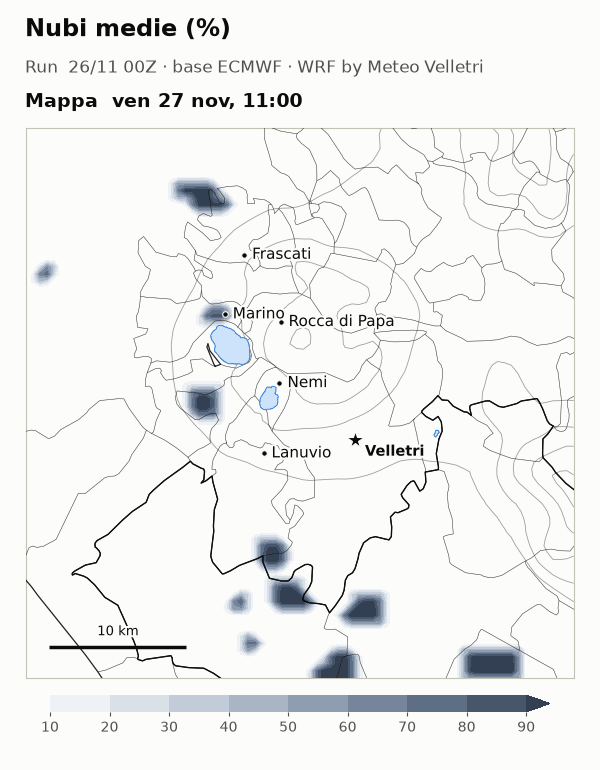 Nubi medie (%)
Run  26/11 00Z · base ECMWF · WRF by Meteo Velletri
Mappa  ven 27 nov, 11:00
Frascati
Marino
Rocca di Papa
Nemi
Velletri
Lanuvio
10 km
10 20 30 40 50 60 70 80 90